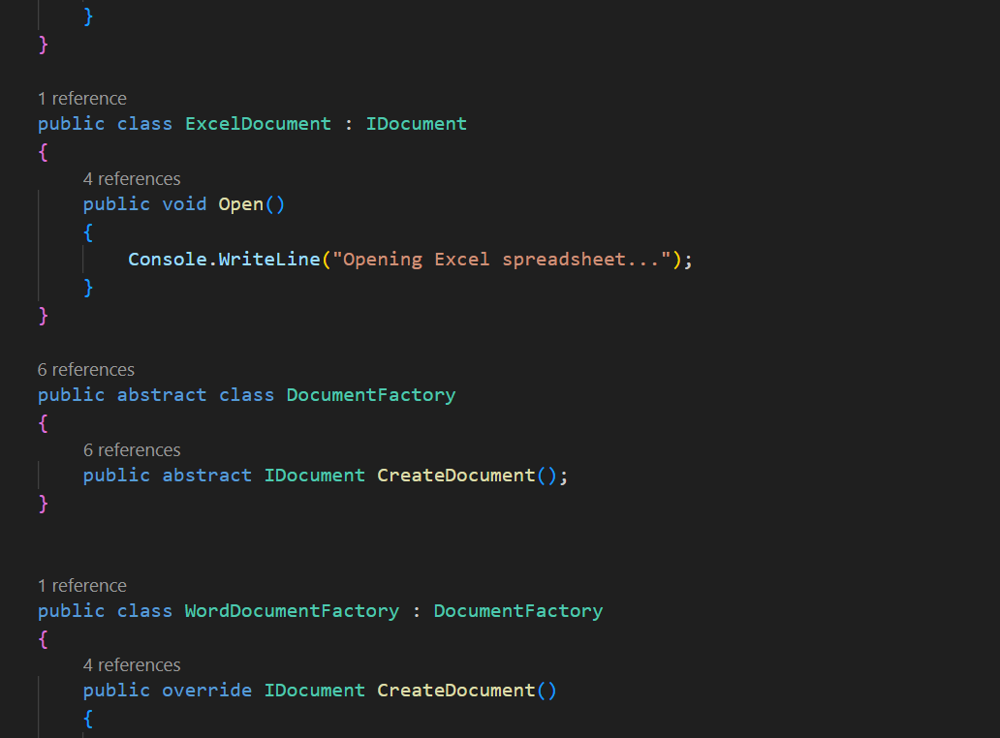 }
}
1 reference
public class ExcelDocument : IDocument
{
4 references
public void Open()
{
Console.WriteLine("Opening Excel spreadsheet...");
}
}
6 references
public abstract class DocumentFactory
{
6 references
public abstract IDocument CreateDocument();
}
1 reference
public class WordDocumentFactory : DocumentFactory
{
4 references
public override IDocument CreateDocument()
{